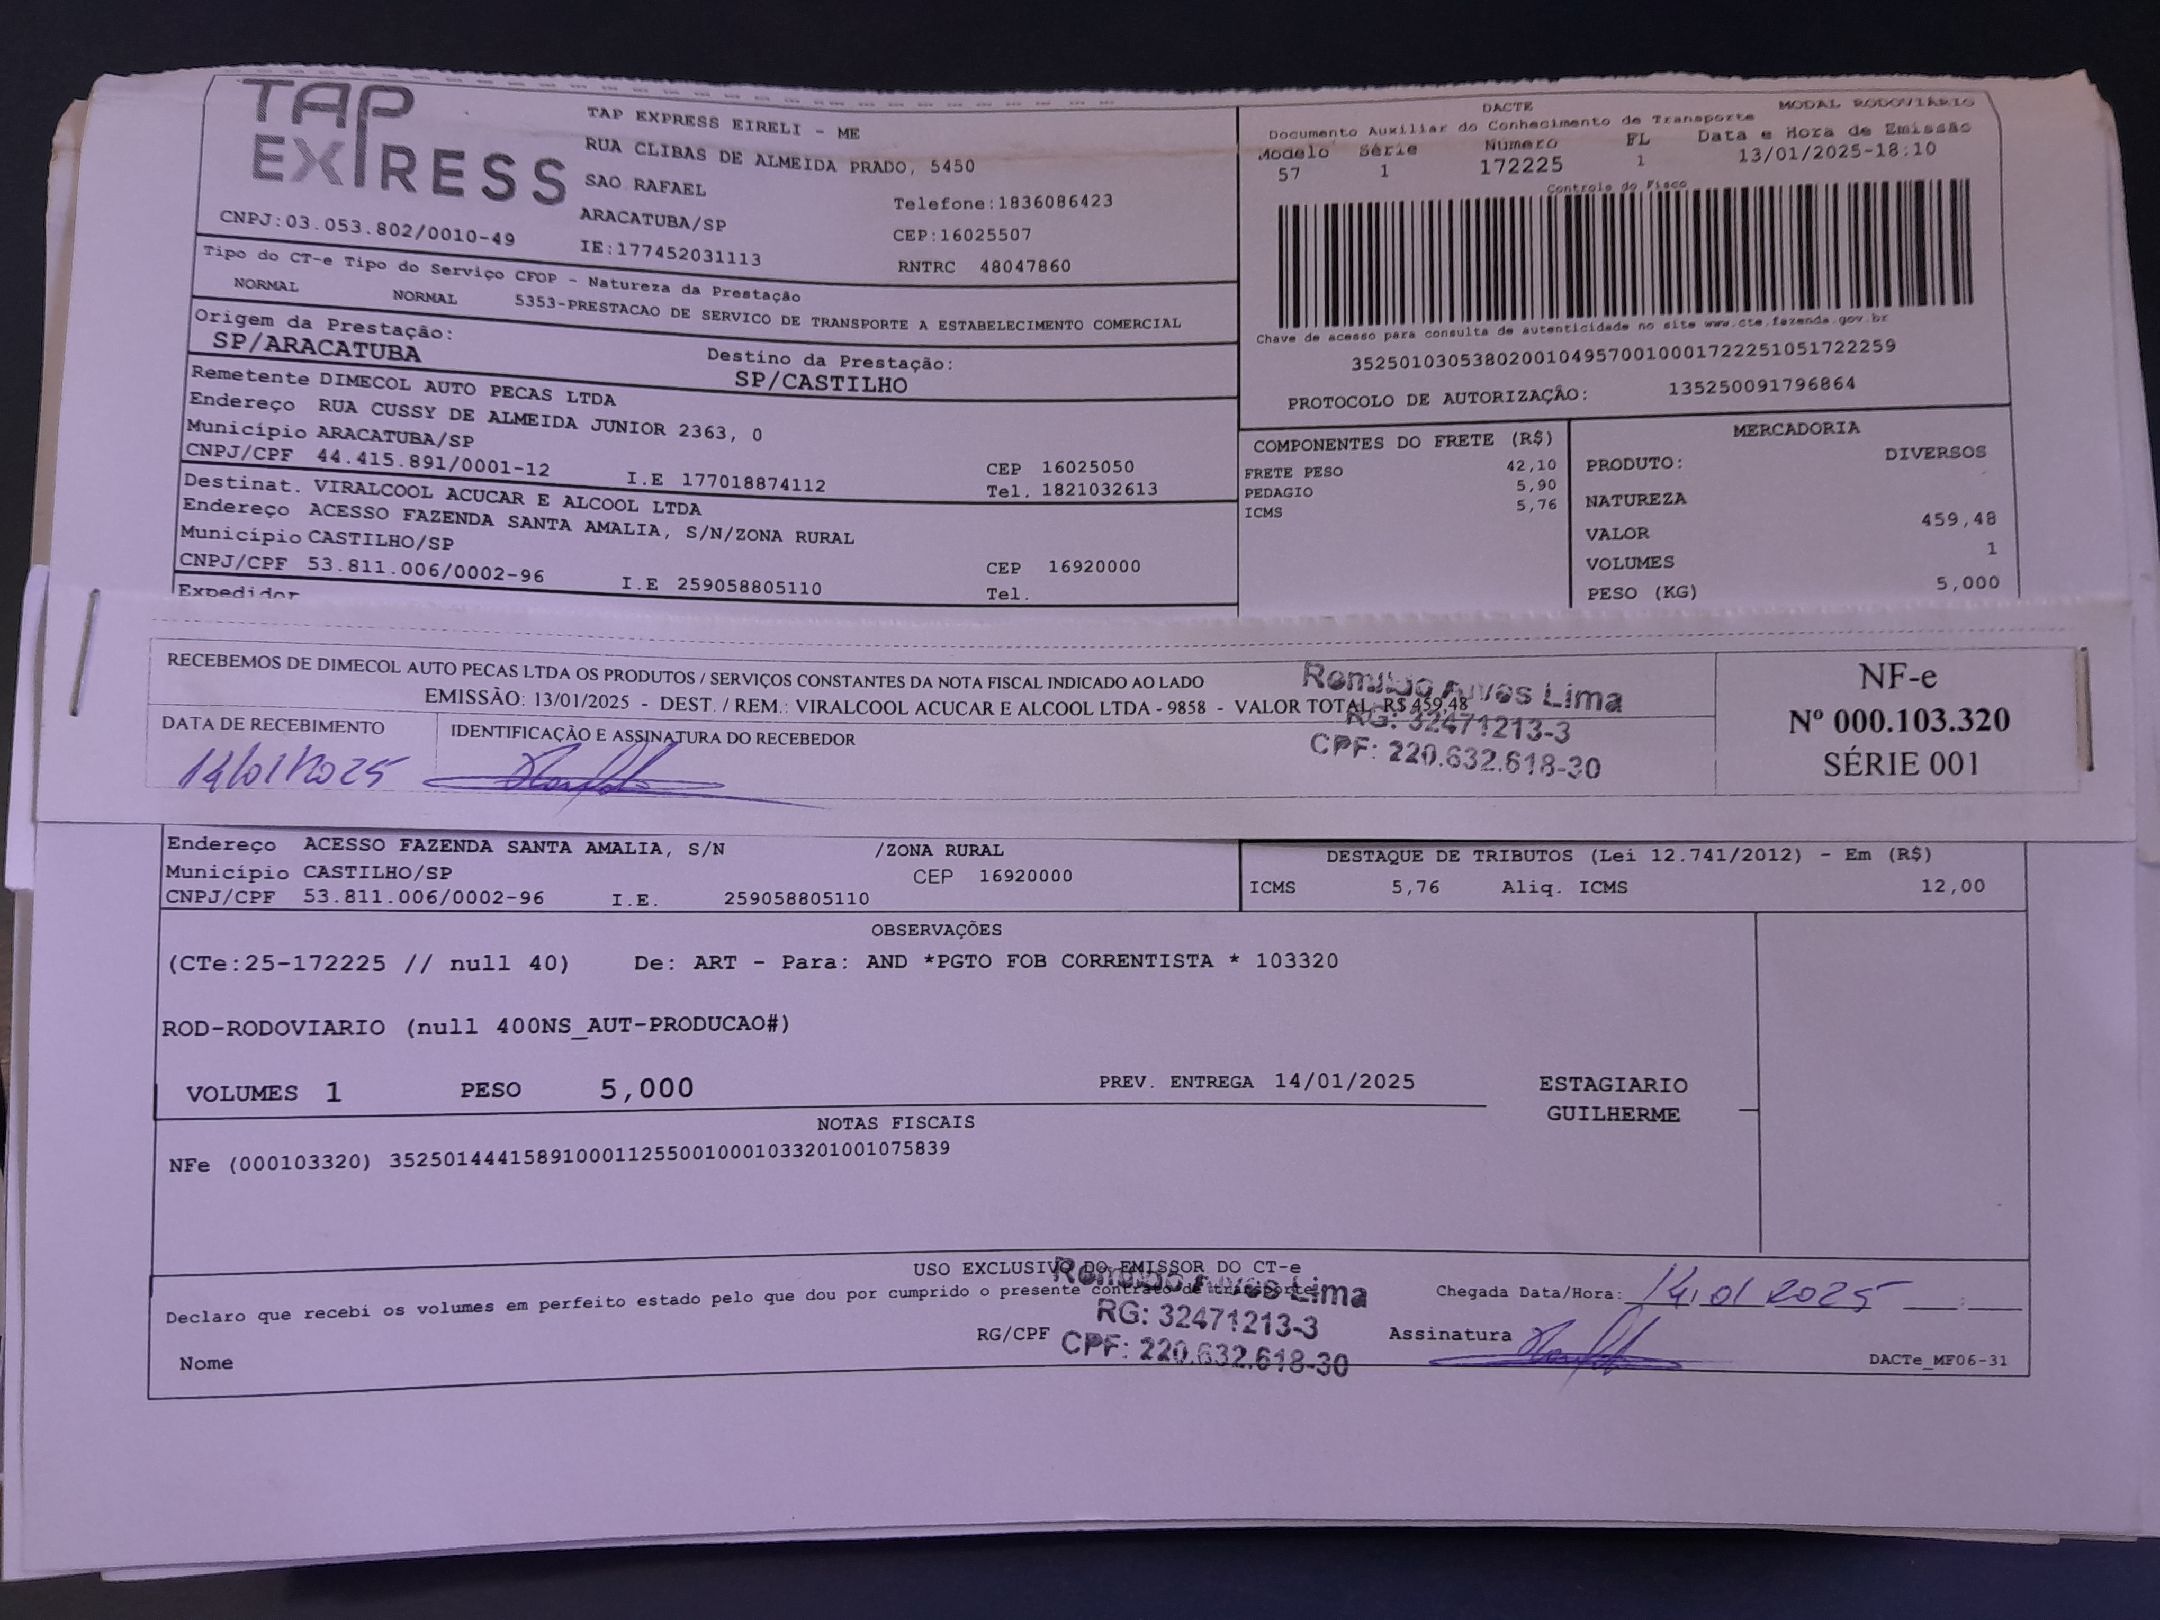 TAP EXPRESS
TAP EXPRESS EIRELI - ME
RUA CLIBAS DE ALMEIDA PRADO, 5450
SAO RAFAEL
Telefone:1836086423
ARACATUBA/SP
CEP:16025507
CNPJ:03.053.802/0010-49
IE:177452031113
RNTRC 48047860
DACTE
MODAL RODOVIÁRIO
Documento Auxiliar do Conhecimento de Transporte
Modelo Série Número FL Data e Hora de Emissão
57 1 172225 1 13/01/2025-18:10
Controle do Fisco
Chave de acesso para consulta de autenticidade no site www.cte.fazenda.gov.br
35250103053802001049570010001722251051722259
PROTOCOLO DE AUTORIZAÇÃO: 135250091796864
Tipo do CT-e Tipo do Serviço CFOP - Natureza da Prestação
NORMAL NORMAL 5353-PRESTACAO DE SERVICO DE TRANSPORTE A ESTABELECIMENTO COMERCIAL
Origem da Prestação: Destino da Prestação:
SP/ARACATUBA SP/CASTILHO
Remetente DIMECOL AUTO PECAS LTDA
Endereço RUA CUSSY DE ALMEIDA JUNIOR 2363, 0
Município ARACATUBA/SP CEP 16025050
CNPJ/CPF 44.415.891/0001-12 I.E 177018874112 Tel. 1821032613
Destinat. VIRALCOOL ACUCAR E ALCOOL LTDA
Endereço ACESSO FAZENDA SANTA AMALIA, S/N/ZONA RURAL
Município CASTILHO/SP CEP 16920000
CNPJ/CPF 53.811.006/0002-96 I.E 259058805110 Tel.
Expedidor
COMPONENTES DO FRETE (R$)
FRETE PESO 42,10
PEDAGIO 5,90
ICMS 5,76
MERCADORIA
PRODUTO: DIVERSOS
NATUREZA
VALOR 459,48
VOLUMES 1
PESO (KG) 5,000
RECEBEMOS DE DIMECOL AUTO PECAS LTDA OS PRODUTOS / SERVIÇOS CONSTANTES DA NOTA FISCAL INDICADO AO LADO
EMISSÃO: 13/01/2025 - DEST. / REM.: VIRALCOOL ACUCAR E ALCOOL LTDA - 9858 - VALOR TOTAL R$ 459,48
DATA DE RECEBIMENTO IDENTIFICAÇÃO E ASSINATURA DO RECEBEDOR
14/01/2025
Romildo Alves Lima
RG: 32471213-3
CPF: 220.632.618-30
NF-e
Nº 000.103.320
SÉRIE 001
Endereço ACESSO FAZENDA SANTA AMALIA, S/N /ZONA RURAL
Município CASTILHO/SP CEP 16920000
CNPJ/CPF 53.811.006/0002-96 I.E. 259058805110
DESTAQUE DE TRIBUTOS (Lei 12.741/2012) - Em (R$)
ICMS 5,76 Aliq. ICMS 12,00
OBSERVAÇÕES
(CTe:25-172225 // null 40) De: ART - Para: AND *PGTO FOB CORRENTISTA * 103320
ROD-RODOVIARIO (null 400NS_AUT-PRODUCAO#)
VOLUMES 1 PESO 5,000 PREV. ENTREGA 14/01/2025
ESTAGIARIO
GUILHERME
NOTAS FISCAIS
NFe (000103320) 35250144415891000112550010001033201001075839
USO EXCLUSIVO DO EMISSOR DO CT-e
Declaro que recebi os volumes em perfeito estado pelo que dou por cumprido o presente contrato de transporte
Chegada Data/Hora: 14.01 2025
Romildo Alves Lima
RG: 32471213-3
CPF: 220.632.618-30
Nome RG/CPF Assinatura
DACTe_MF06-31